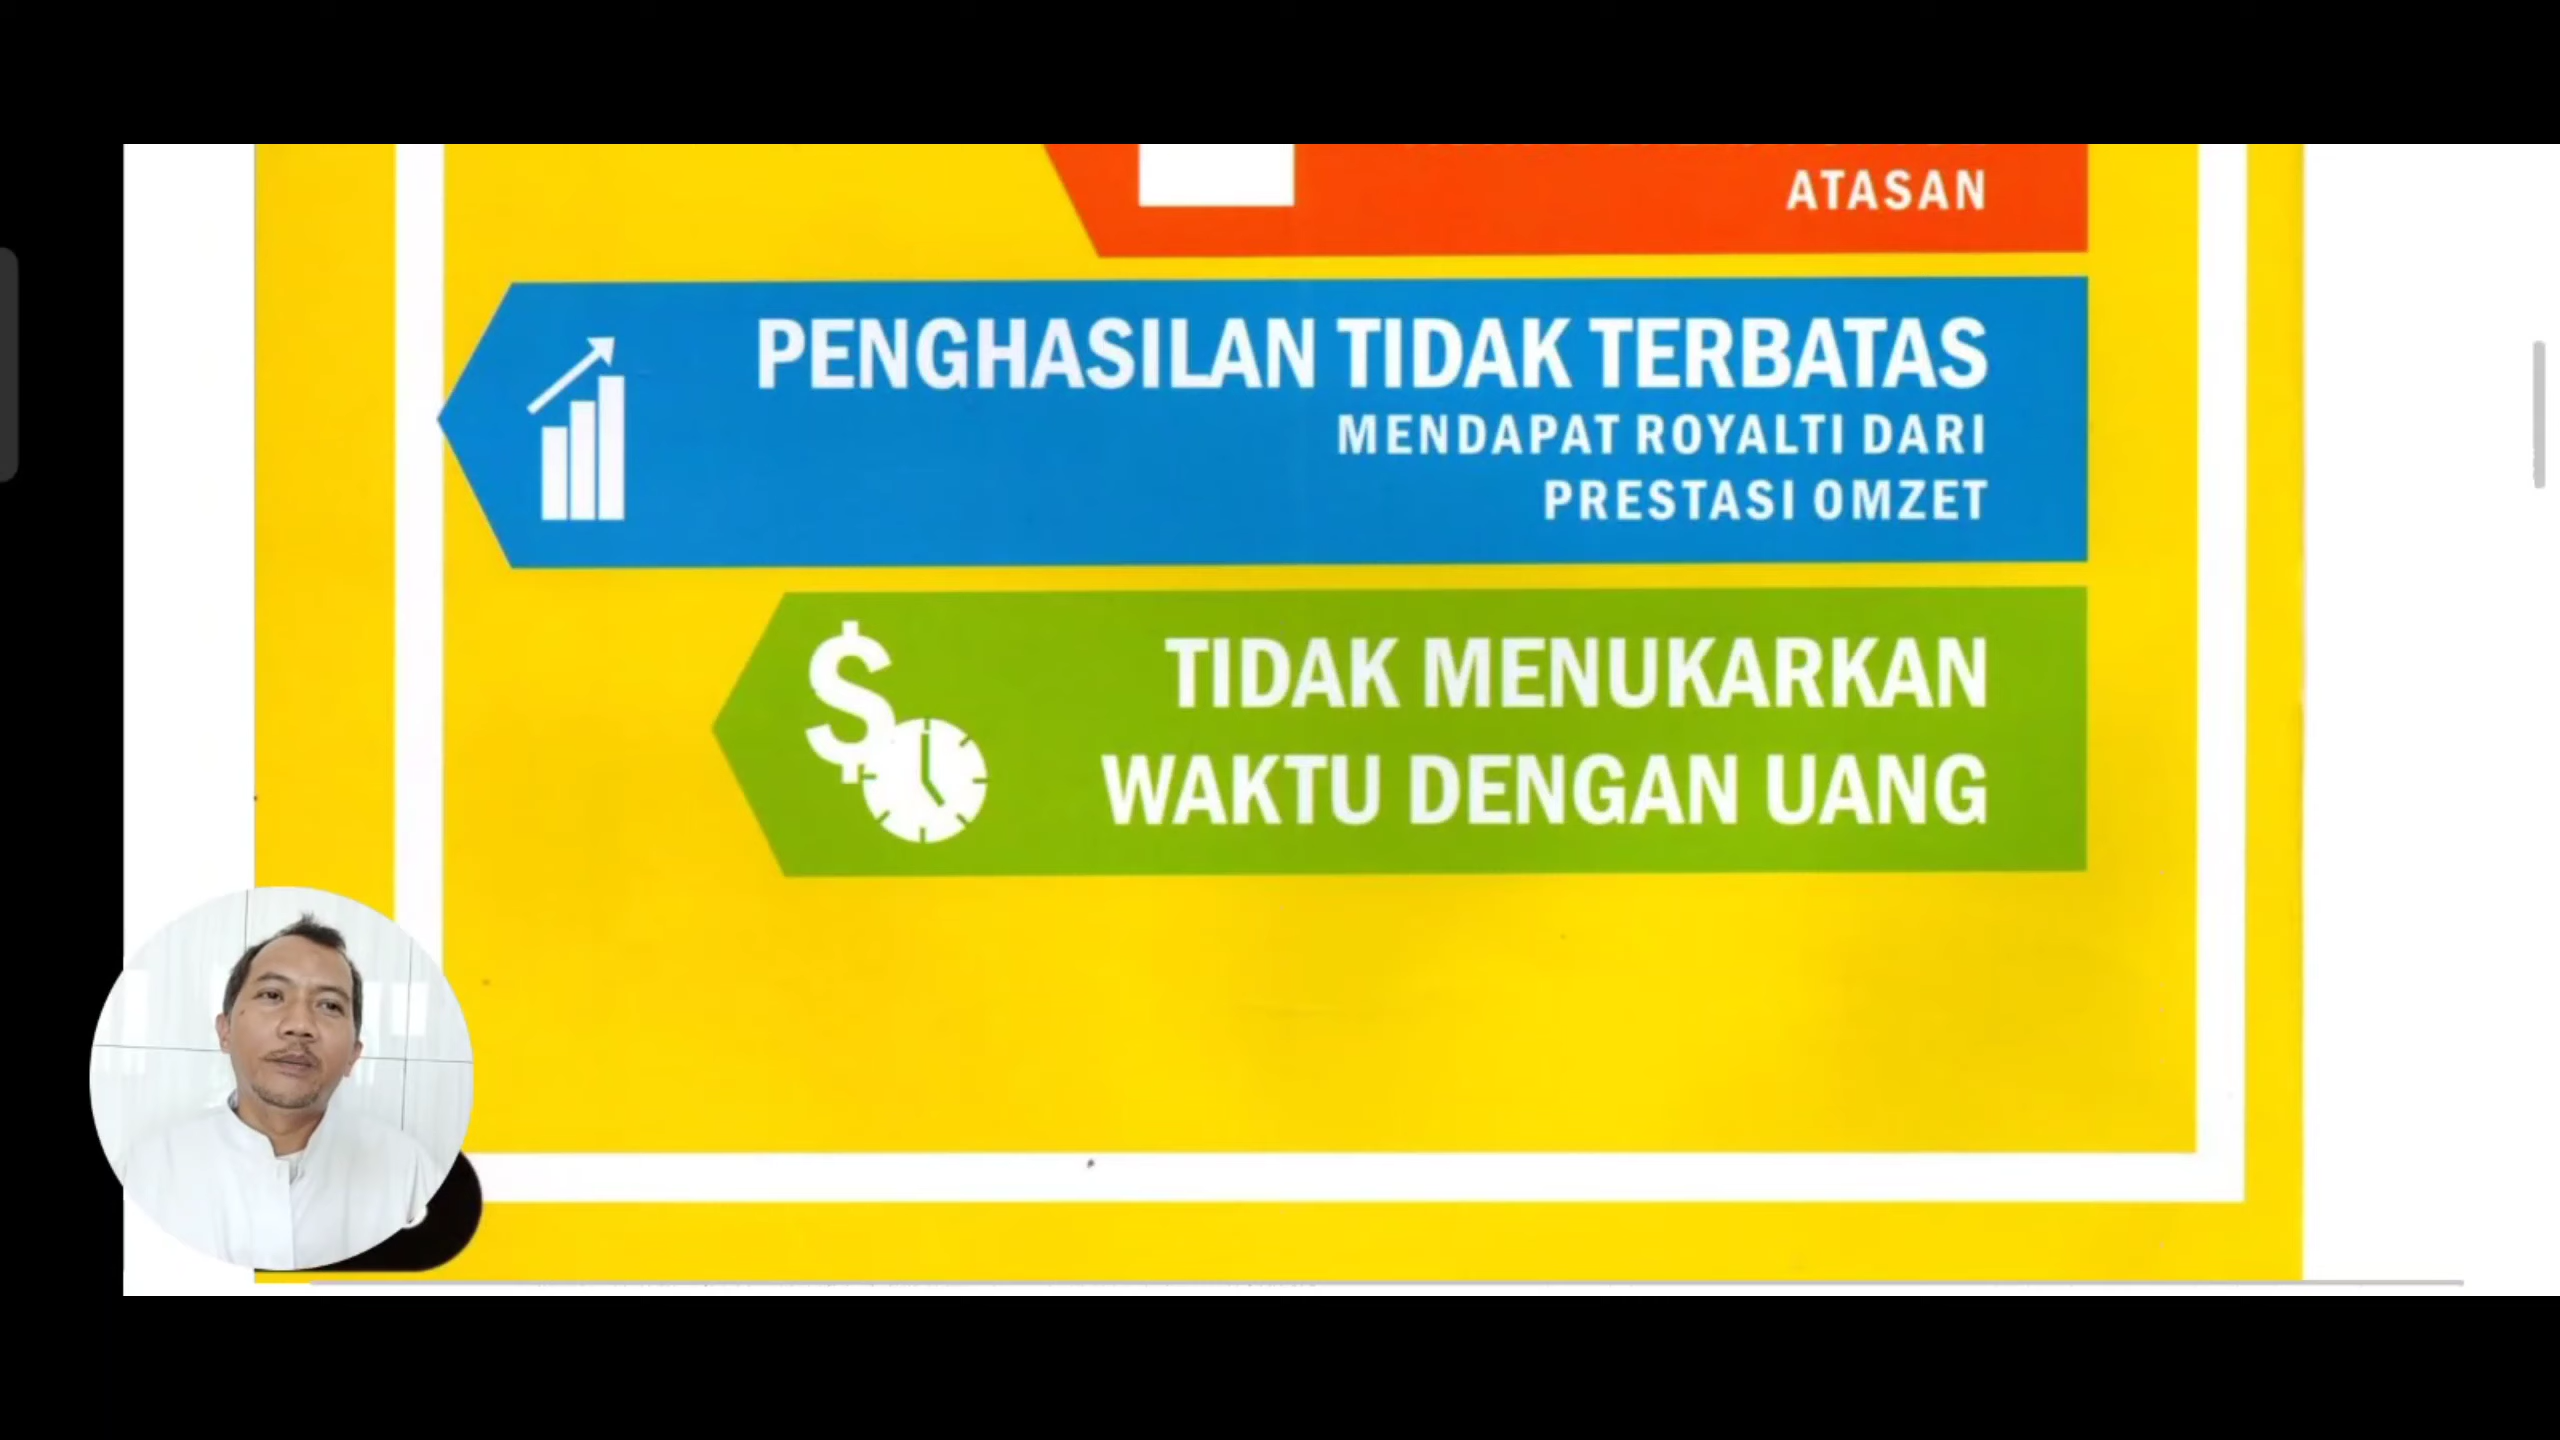 ATASAN
PENGHASILAN TIDAK TERBATAS
MENDAPAT ROYALTI DARI
PRESTASI OMZET
TIDAK MENUKARKAN
WAKTU DENGAN UANG